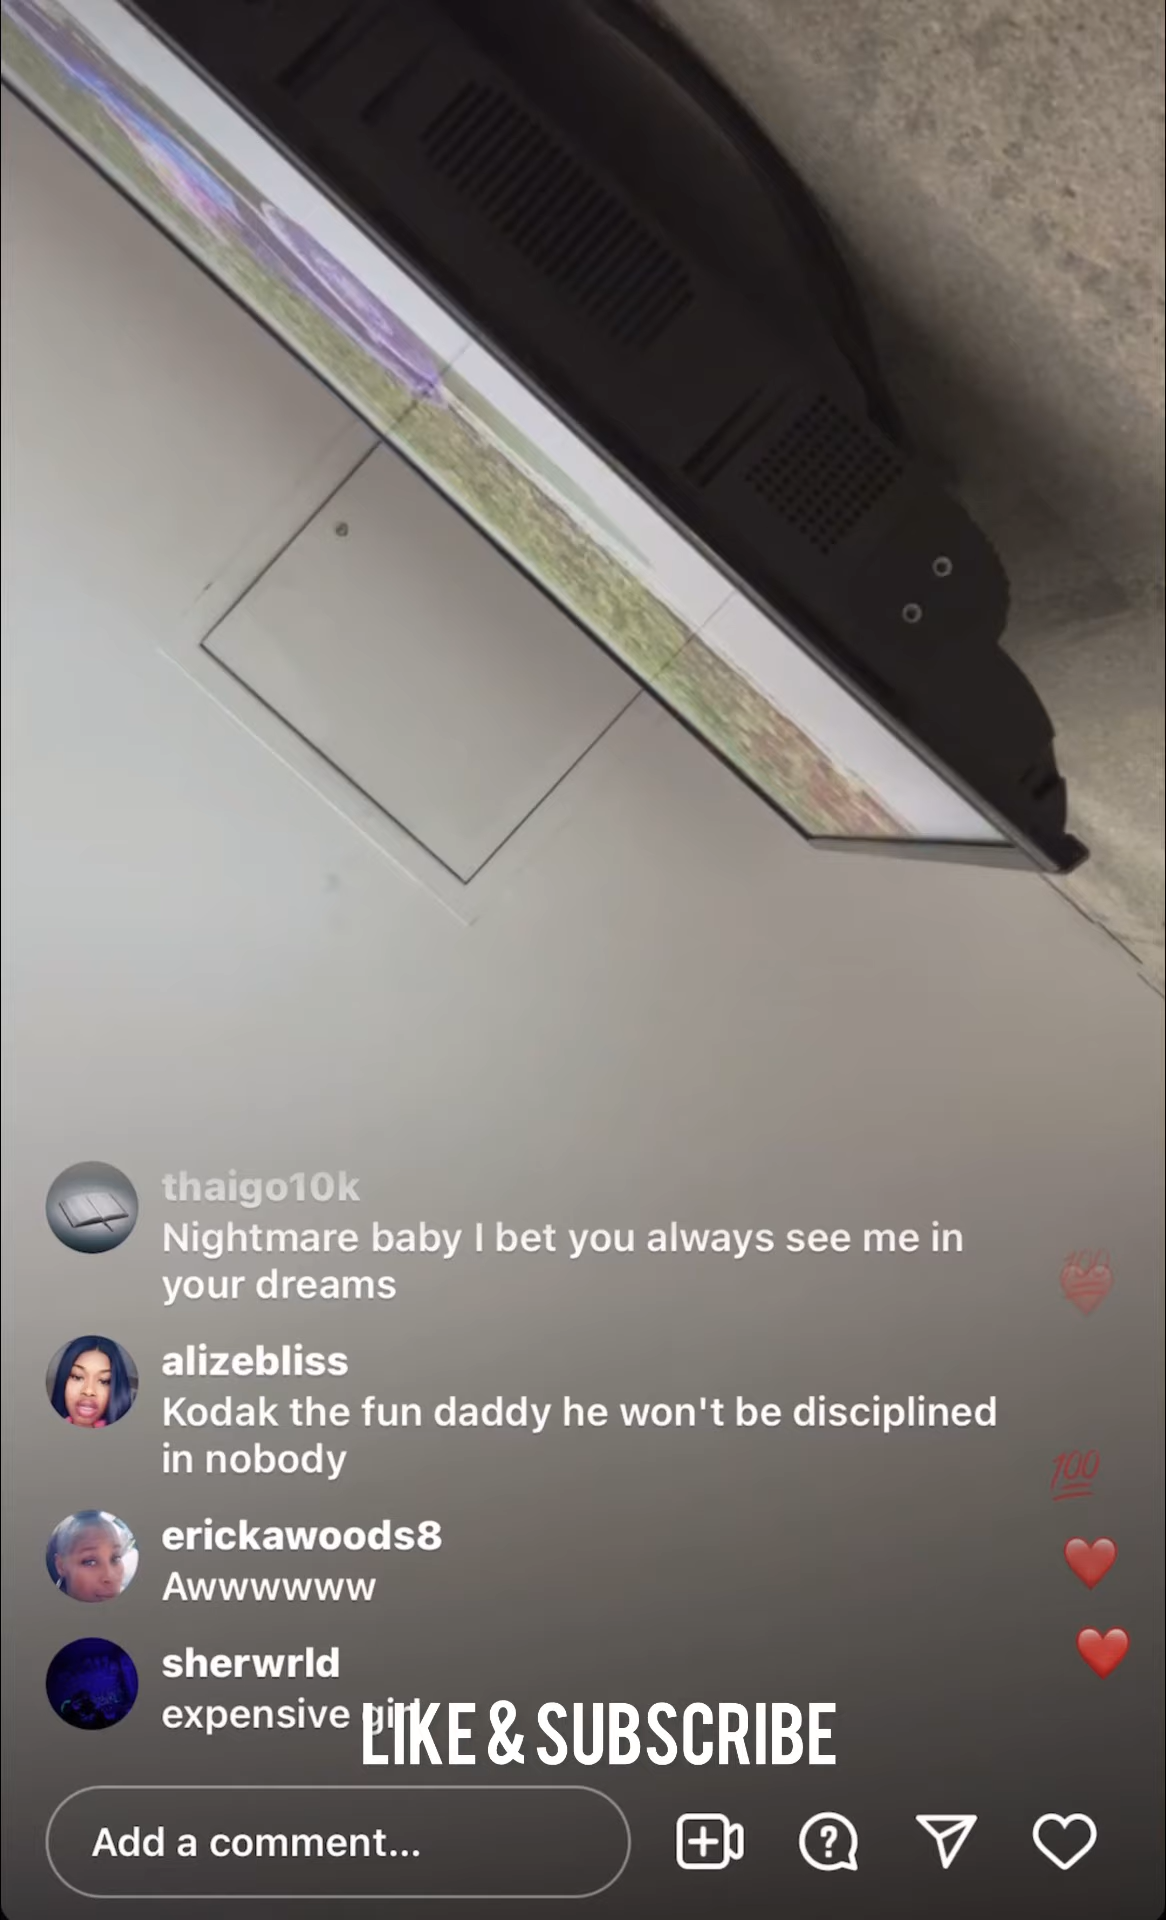 thaigo10k
Nightmare baby I bet you always see me in
your dreams
alizebliss
Kodak the fun daddy he won't be disciplined
in nobody
erickawoods8
Awwwwww
sherwrld
expensive
LIKE & SUBSCRIBE
Add a comment...
💯